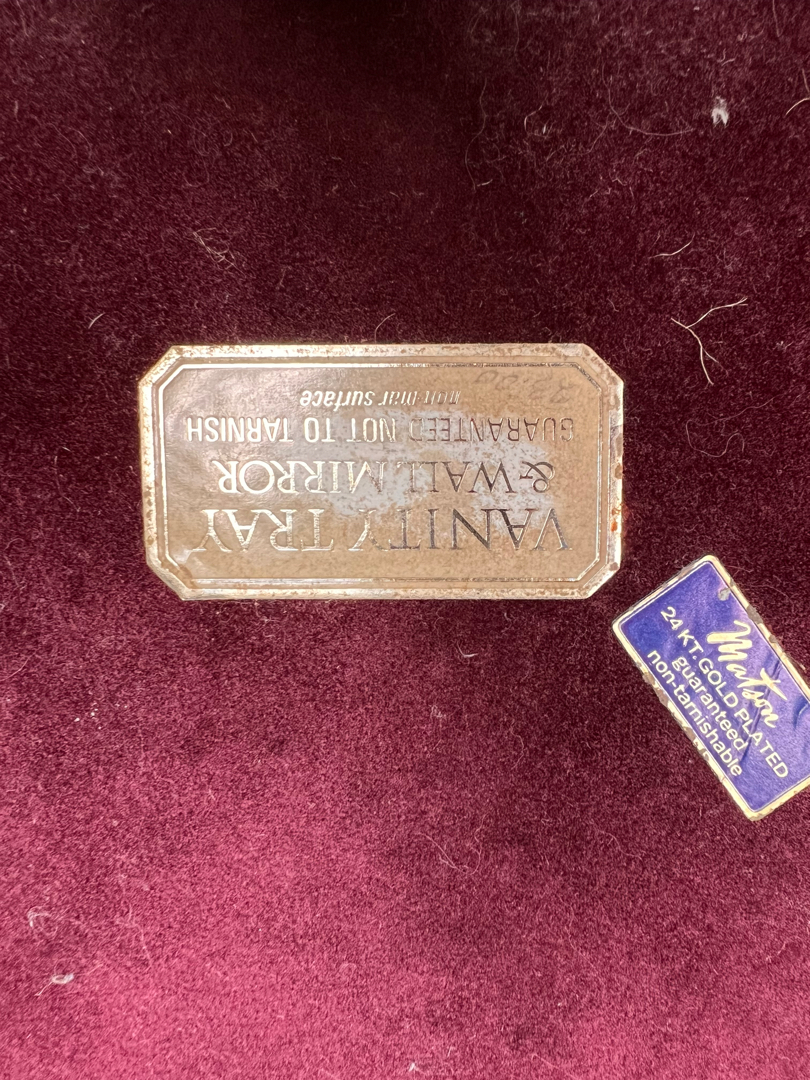 VANITY TRAY
& WALL MIRROR
GUARANTEED NOT TO TARNISH
non-mar surface
Matson
24 KT. GOLD PLATED
guaranteed
non-tarnishable